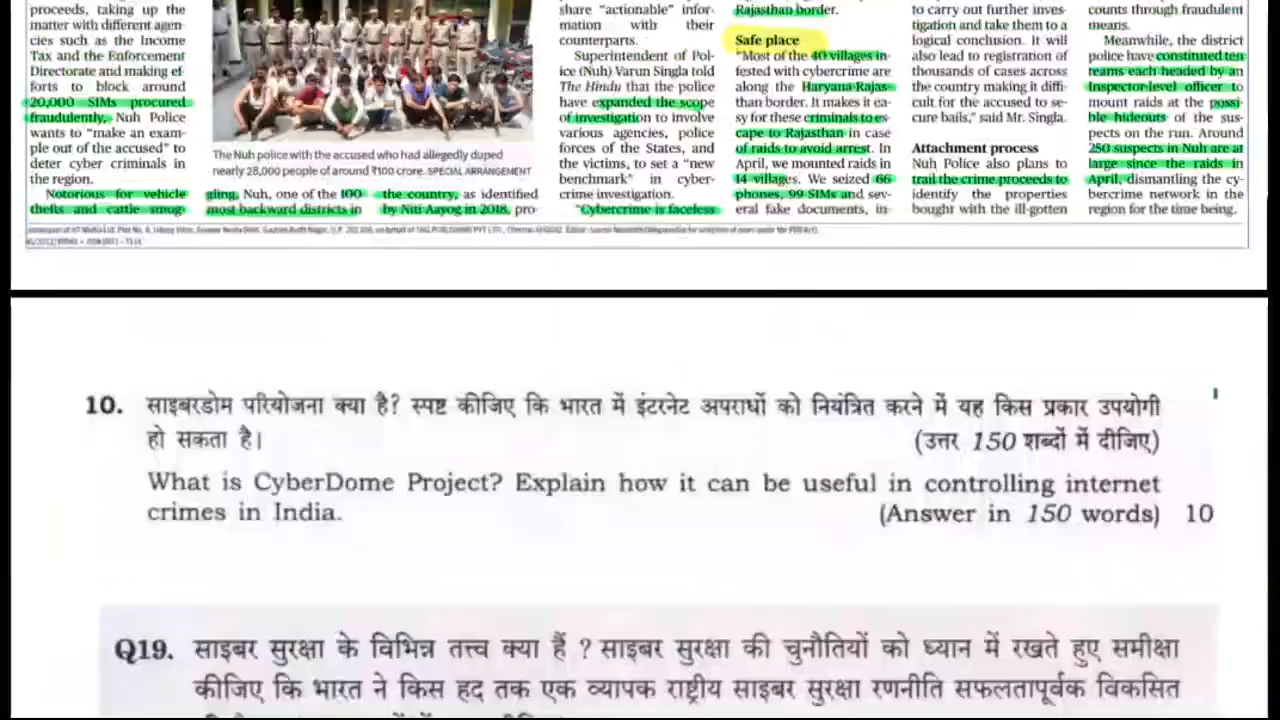 proceeds, taking up the
matter with different agen-
cies such as the Income
Tax and the Enforcement
Directorate and making ef-
forts to block around
20,000 SIMs procured
fraudulently, Nuh Police
wants to "make an exam-
ple out of the accused" to
deter cyber criminals in
the region.
Notorious for vehicle
thefts and cattle smug-
The Nuh police with the accused who had allegedly duped
nearly 28,000 people of around ₹100 crore. SPECIAL ARRANGEMENT
gling, Nuh, one of the 100
most backward districts in
the country, as identified
by Niti Aayog in 2018, pro-
share "actionable" infor-
mation with their
counterparts.
Superintendent of Pol-
ice (Nuh) Varun Singla told
The Hindu that the police
have expanded the scope
of investigation to involve
various agencies, police
forces of the States, and
the victims, to set a "new
benchmark" in cyber-
crime investigation.
"Cybercrime is faceless
Rajasthan border.
Safe place
"Most of the 40 villages in-
fested with cybercrime are
along the Haryana-Rajas-
than border. It makes it ea-
sy for these criminals to es-
cape to Rajasthan in case
of raids to avoid arrest. In
April, we mounted raids in
14 villages. We seized 66
phones, 99 SIMs and sev-
eral fake documents, in-
to carry out further inves-
tigation and take them to a
logical conclusion. It will
also lead to registration of
thousands of cases across
the country making it diffi-
cult for the accused to se-
cure bails," said Mr. Singla.
Attachment process
Nuh Police also plans to
trail the crime proceeds to
identify the properties
bought with the ill-gotten
counts through fraudulent
means.
Meanwhile, the district
police have constituted ten
teams each headed by an
inspector-level officer to
mount raids at the possi-
ble hideouts of the sus-
pects on the run. Around
250 suspects in Nuh are at
large since the raids in
April, dismantling the cy-
bercrime network in the
region for the time being.
10. साइबरडोम परियोजना क्या है? स्पष्ट कीजिए कि भारत में इंटरनेट अपराधों को नियंत्रित करने में यह किस प्रकार उपयोगी
हो सकता है। (उत्तर 150 शब्दों में दीजिए)
What is CyberDome Project? Explain how it can be useful in controlling internet
crimes in India. (Answer in 150 words) 10
Q19. साइबर सुरक्षा के विभिन्न तत्त्व क्या हैं ? साइबर सुरक्षा की चुनौतियों को ध्यान में रखते हुए समीक्षा
कीजिए कि भारत ने किस हद तक एक व्यापक राष्ट्रीय साइबर सुरक्षा रणनीति सफलतापूर्वक विकसित